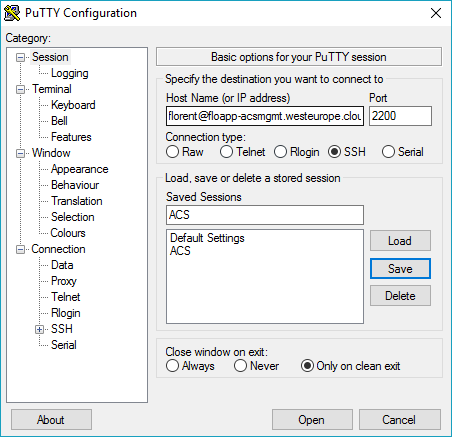 PuTTY Configuration
Category:
Session
Logging
Terminal
Keyboard
Bell
Features
Window
Appearance
Behaviour
Translation
Selection
Colours
Connection
Data
Proxy
Telnet
Rlogin
SSH
Serial
Basic options for your PuTTY session
Specify the destination you want to connect to
Host Name (or IP address) Port
florent@floapp-acsmgmt.westeurope.clou 2200
Connection type:
Raw Telnet Rlogin SSH Serial
Load, save or delete a stored session
Saved Sessions
ACS
Default Settings
ACS
Load
Save
Delete
Close window on exit:
Always Never Only on clean exit
About Open Cancel